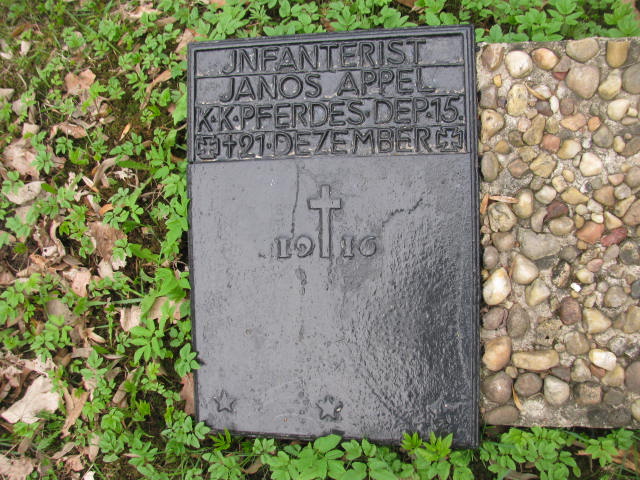 JNFANTERIST
JANOS APPEL
K.K.PFERDES.DEP.15.
†21.DEZEMBER
1916